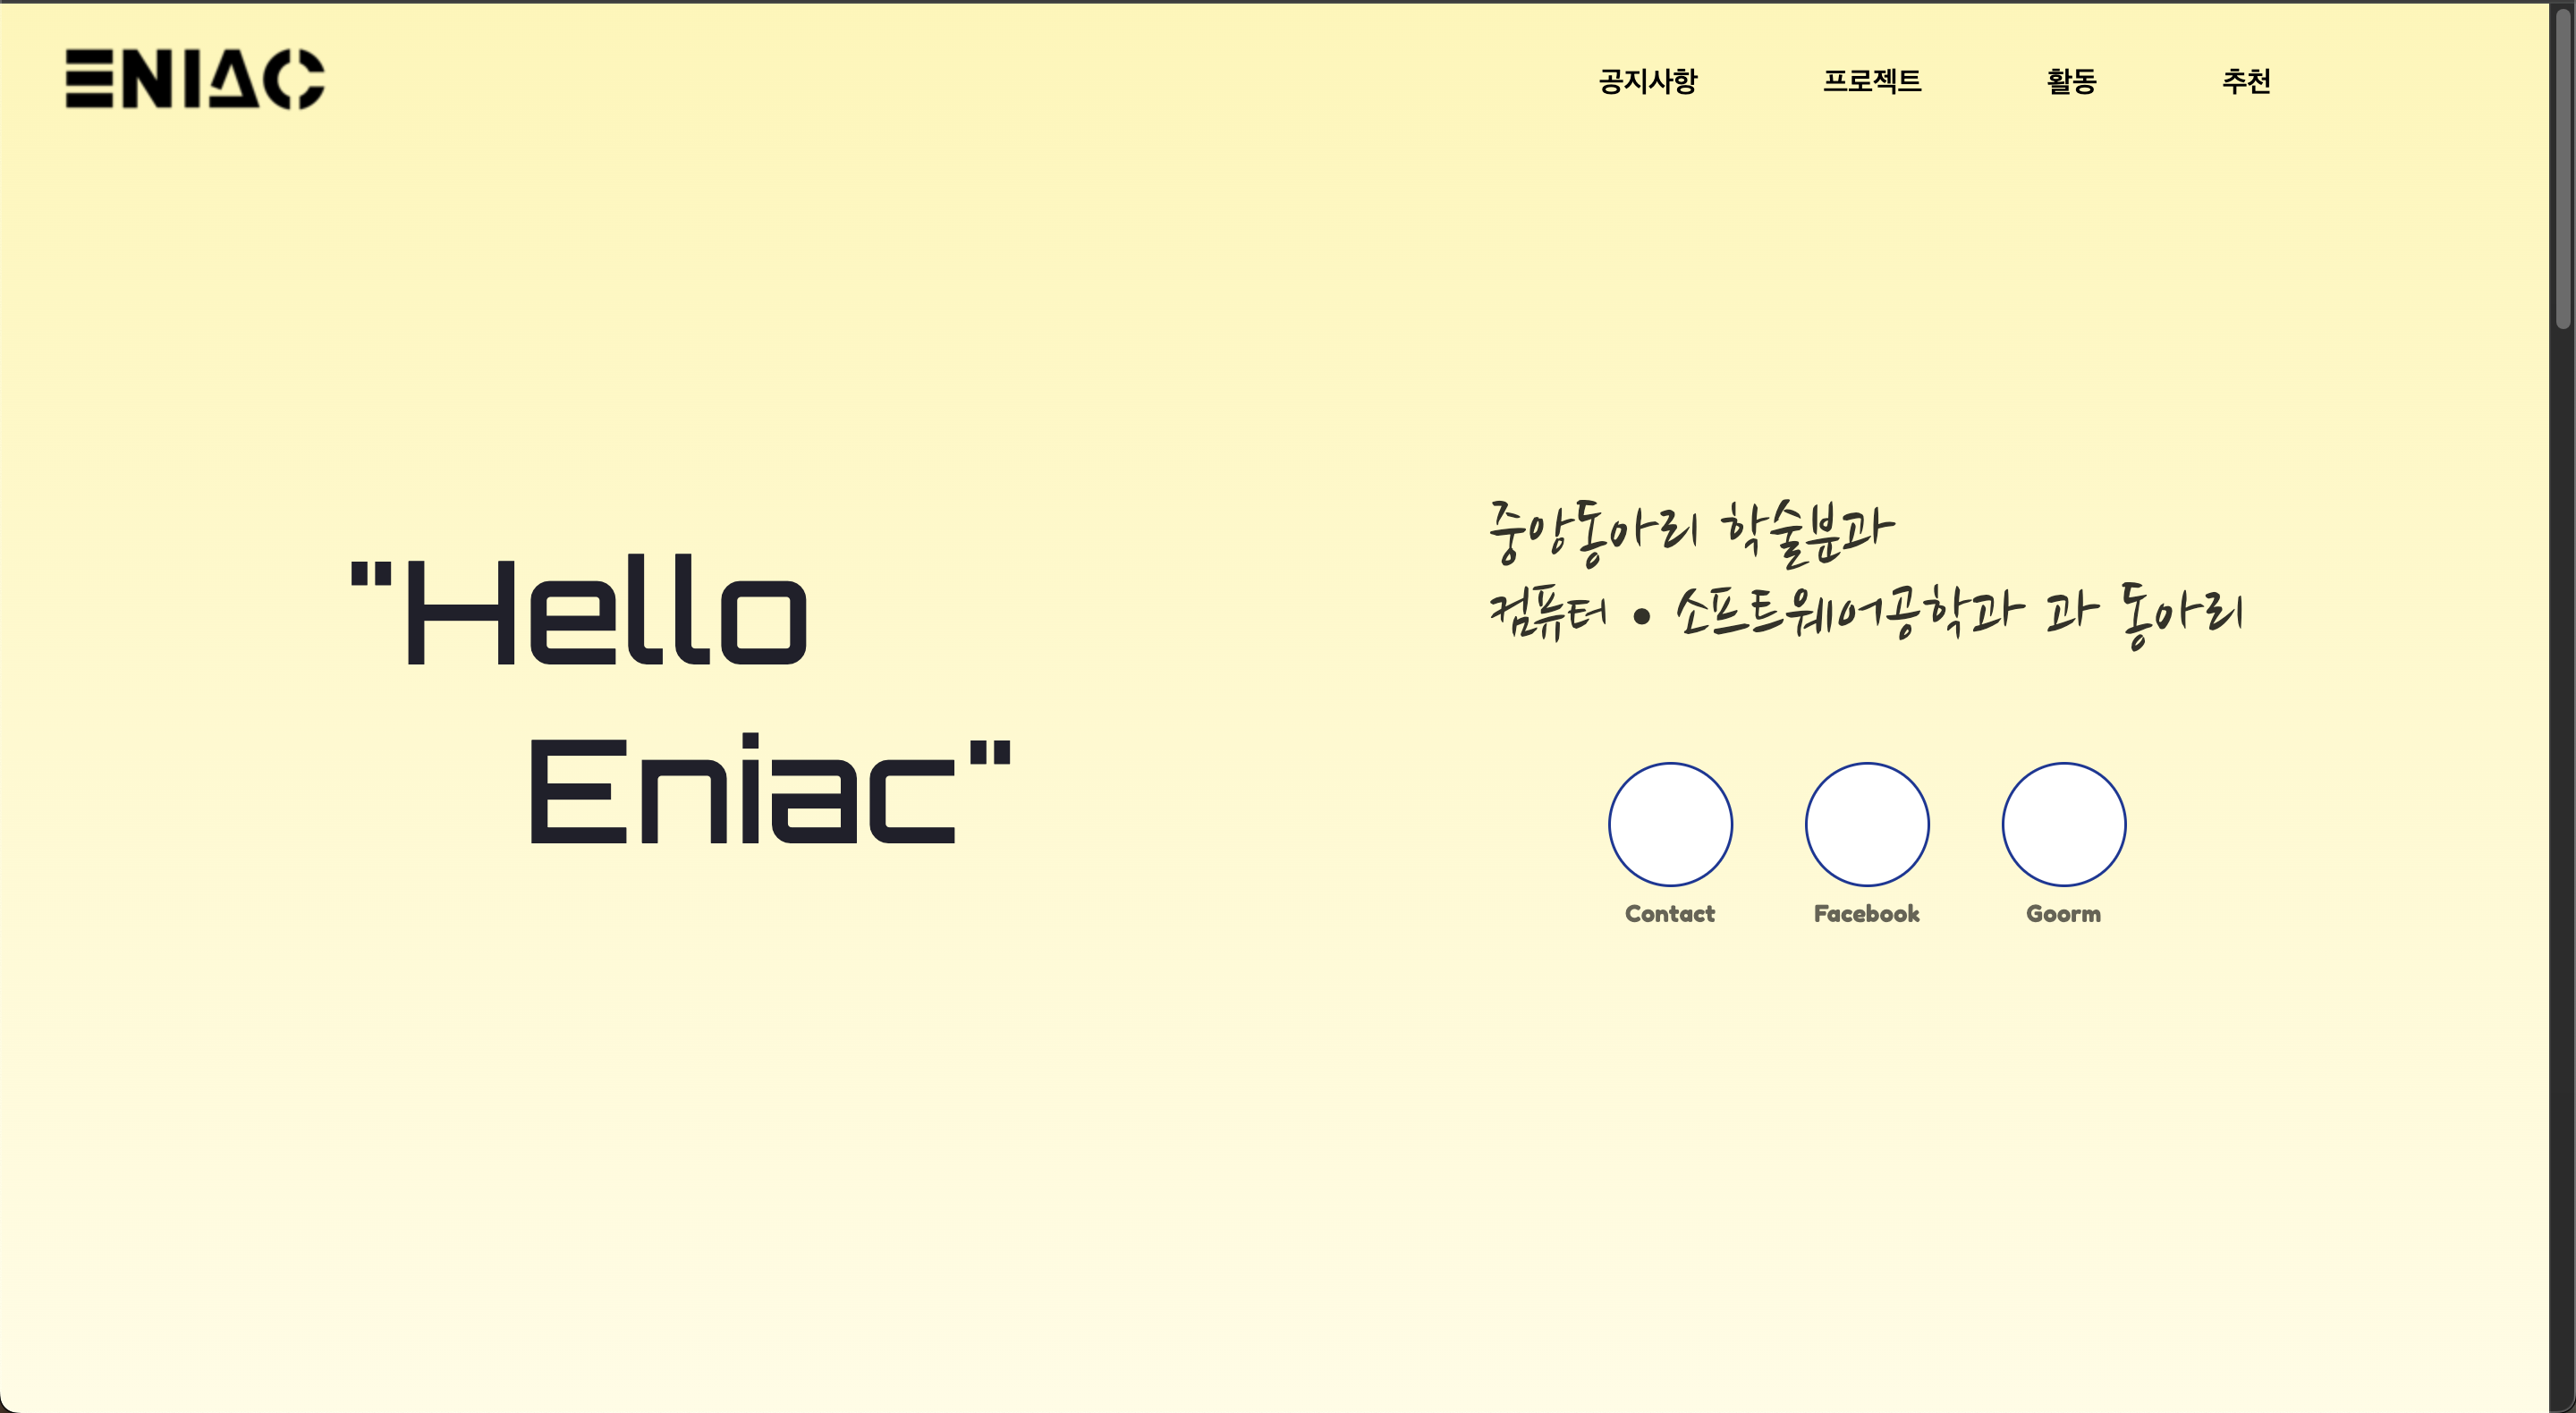 ENIAC
공지사항 프로젝트 활동 추천
"Hello
Eniac"
중앙동아리 학술분과
컴퓨터 • 소프트웨어공학과 과 동아리
Contact Facebook Goorm